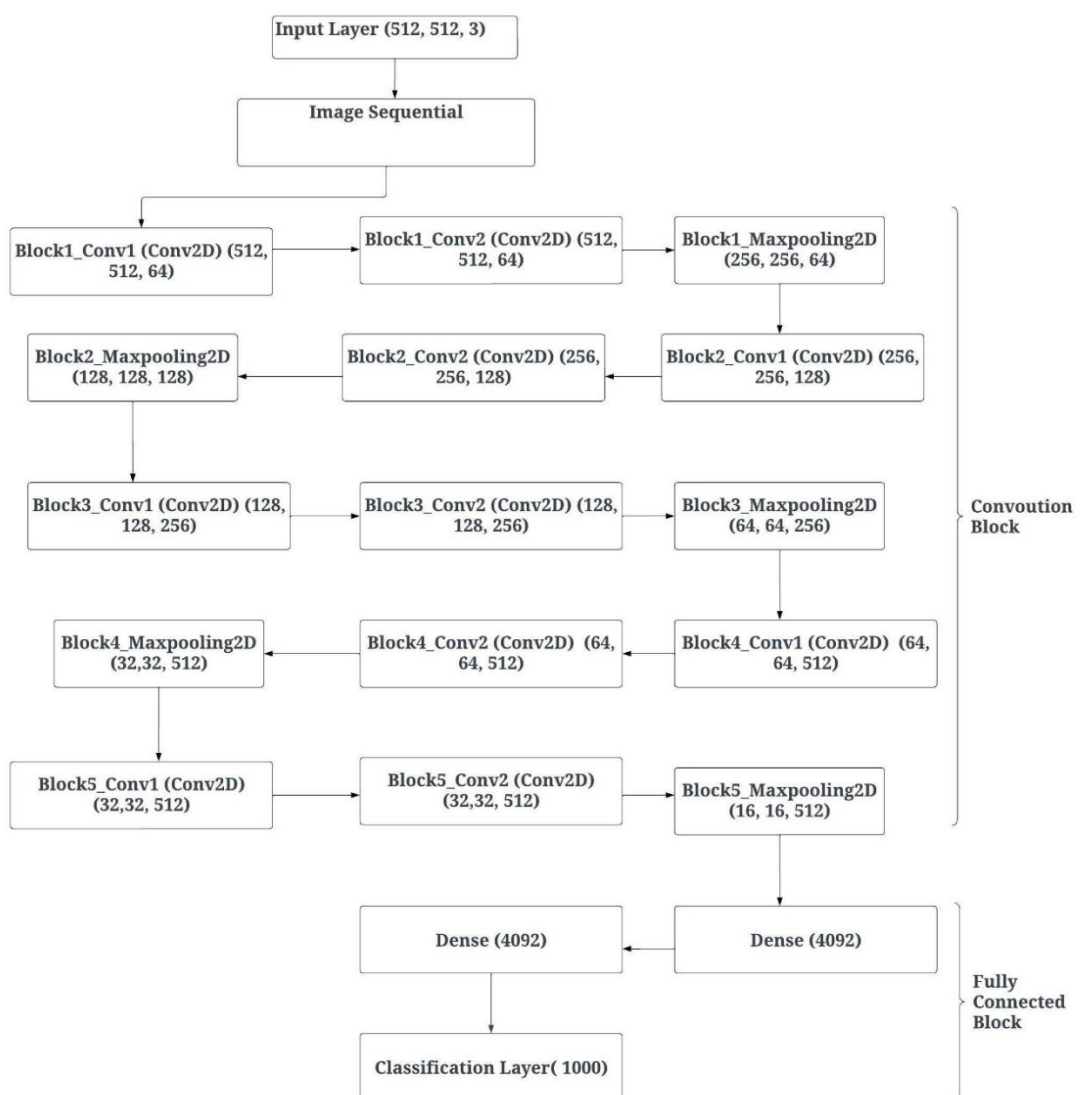 Input Layer (512, 512, 3)
Image Sequential
Block1_Conv1 (Conv2D) (512,
512, 64)
Block1_Conv2 (Conv2D) (512,
512, 64)
Block1_Maxpooling2D
(256, 256, 64)
Block2_Maxpooling2D
(128, 128, 128)
Block2_Conv2 (Conv2D) (256,
256, 128)
Block2_Conv1 (Conv2D) (256,
256, 128)
Block3_Conv1 (Conv2D) (128,
128, 256)
Block3_Conv2 (Conv2D) (128,
128, 256)
Block3_Maxpooling2D
(64, 64, 256)
Convoution
Block
Block4_Maxpooling2D
(32,32, 512)
Block4_Conv2 (Conv2D) (64,
64, 512)
Block4_Conv1 (Conv2D) (64,
64, 512)
Block5_Conv1 (Conv2D)
(32,32, 512)
Block5_Conv2 (Conv2D)
(32,32, 512)
Block5_Maxpooling2D
(16, 16, 512)
Dense (4092)
Dense (4092)
Fully
Connected
Block
Classification Layer( 1000)